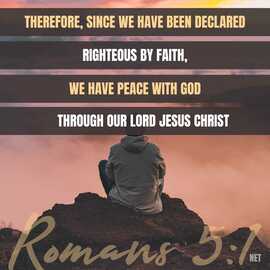 THEREFORE, SINCE WE HAVE BEEN DECLARED
RIGHTEOUS BY FAITH,
WE HAVE PEACE WITH GOD
THROUGH OUR LORD JESUS CHRIST
Romans 5:1
NET